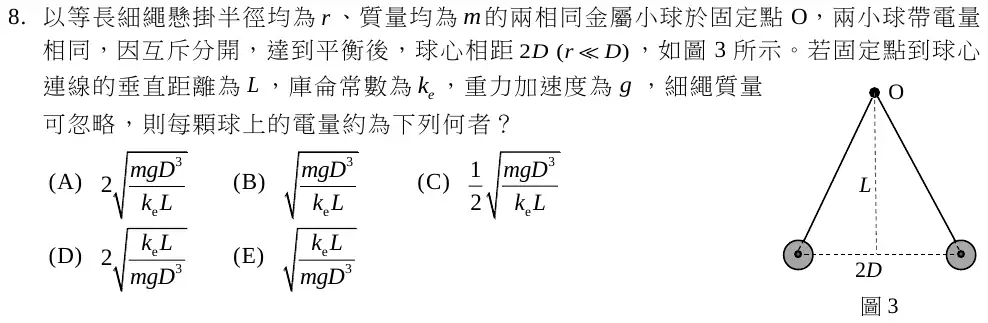 8. 以等長細繩懸掛半徑均為 r 、質量均為 m 的兩相同金屬小球於固定點 O，兩小球帶電量
相同，因互斥分開，達到平衡後，球心相距 2D (r ≪ D)，如圖 3 所示。若固定點到球心
連線的垂直距離為 L ，庫侖常數為 kₑ ，重力加速度為 g ，細繩質量
可忽略，則每顆球上的電量約為下列何者？
(A) 2√(mgD³/kₑL) (B) √(mgD³/kₑL) (C) 1/2√(mgD³/kₑL)
(D) 2√(kₑL/mgD³) (E) √(kₑL/mgD³)
O
L
2D
圖 3